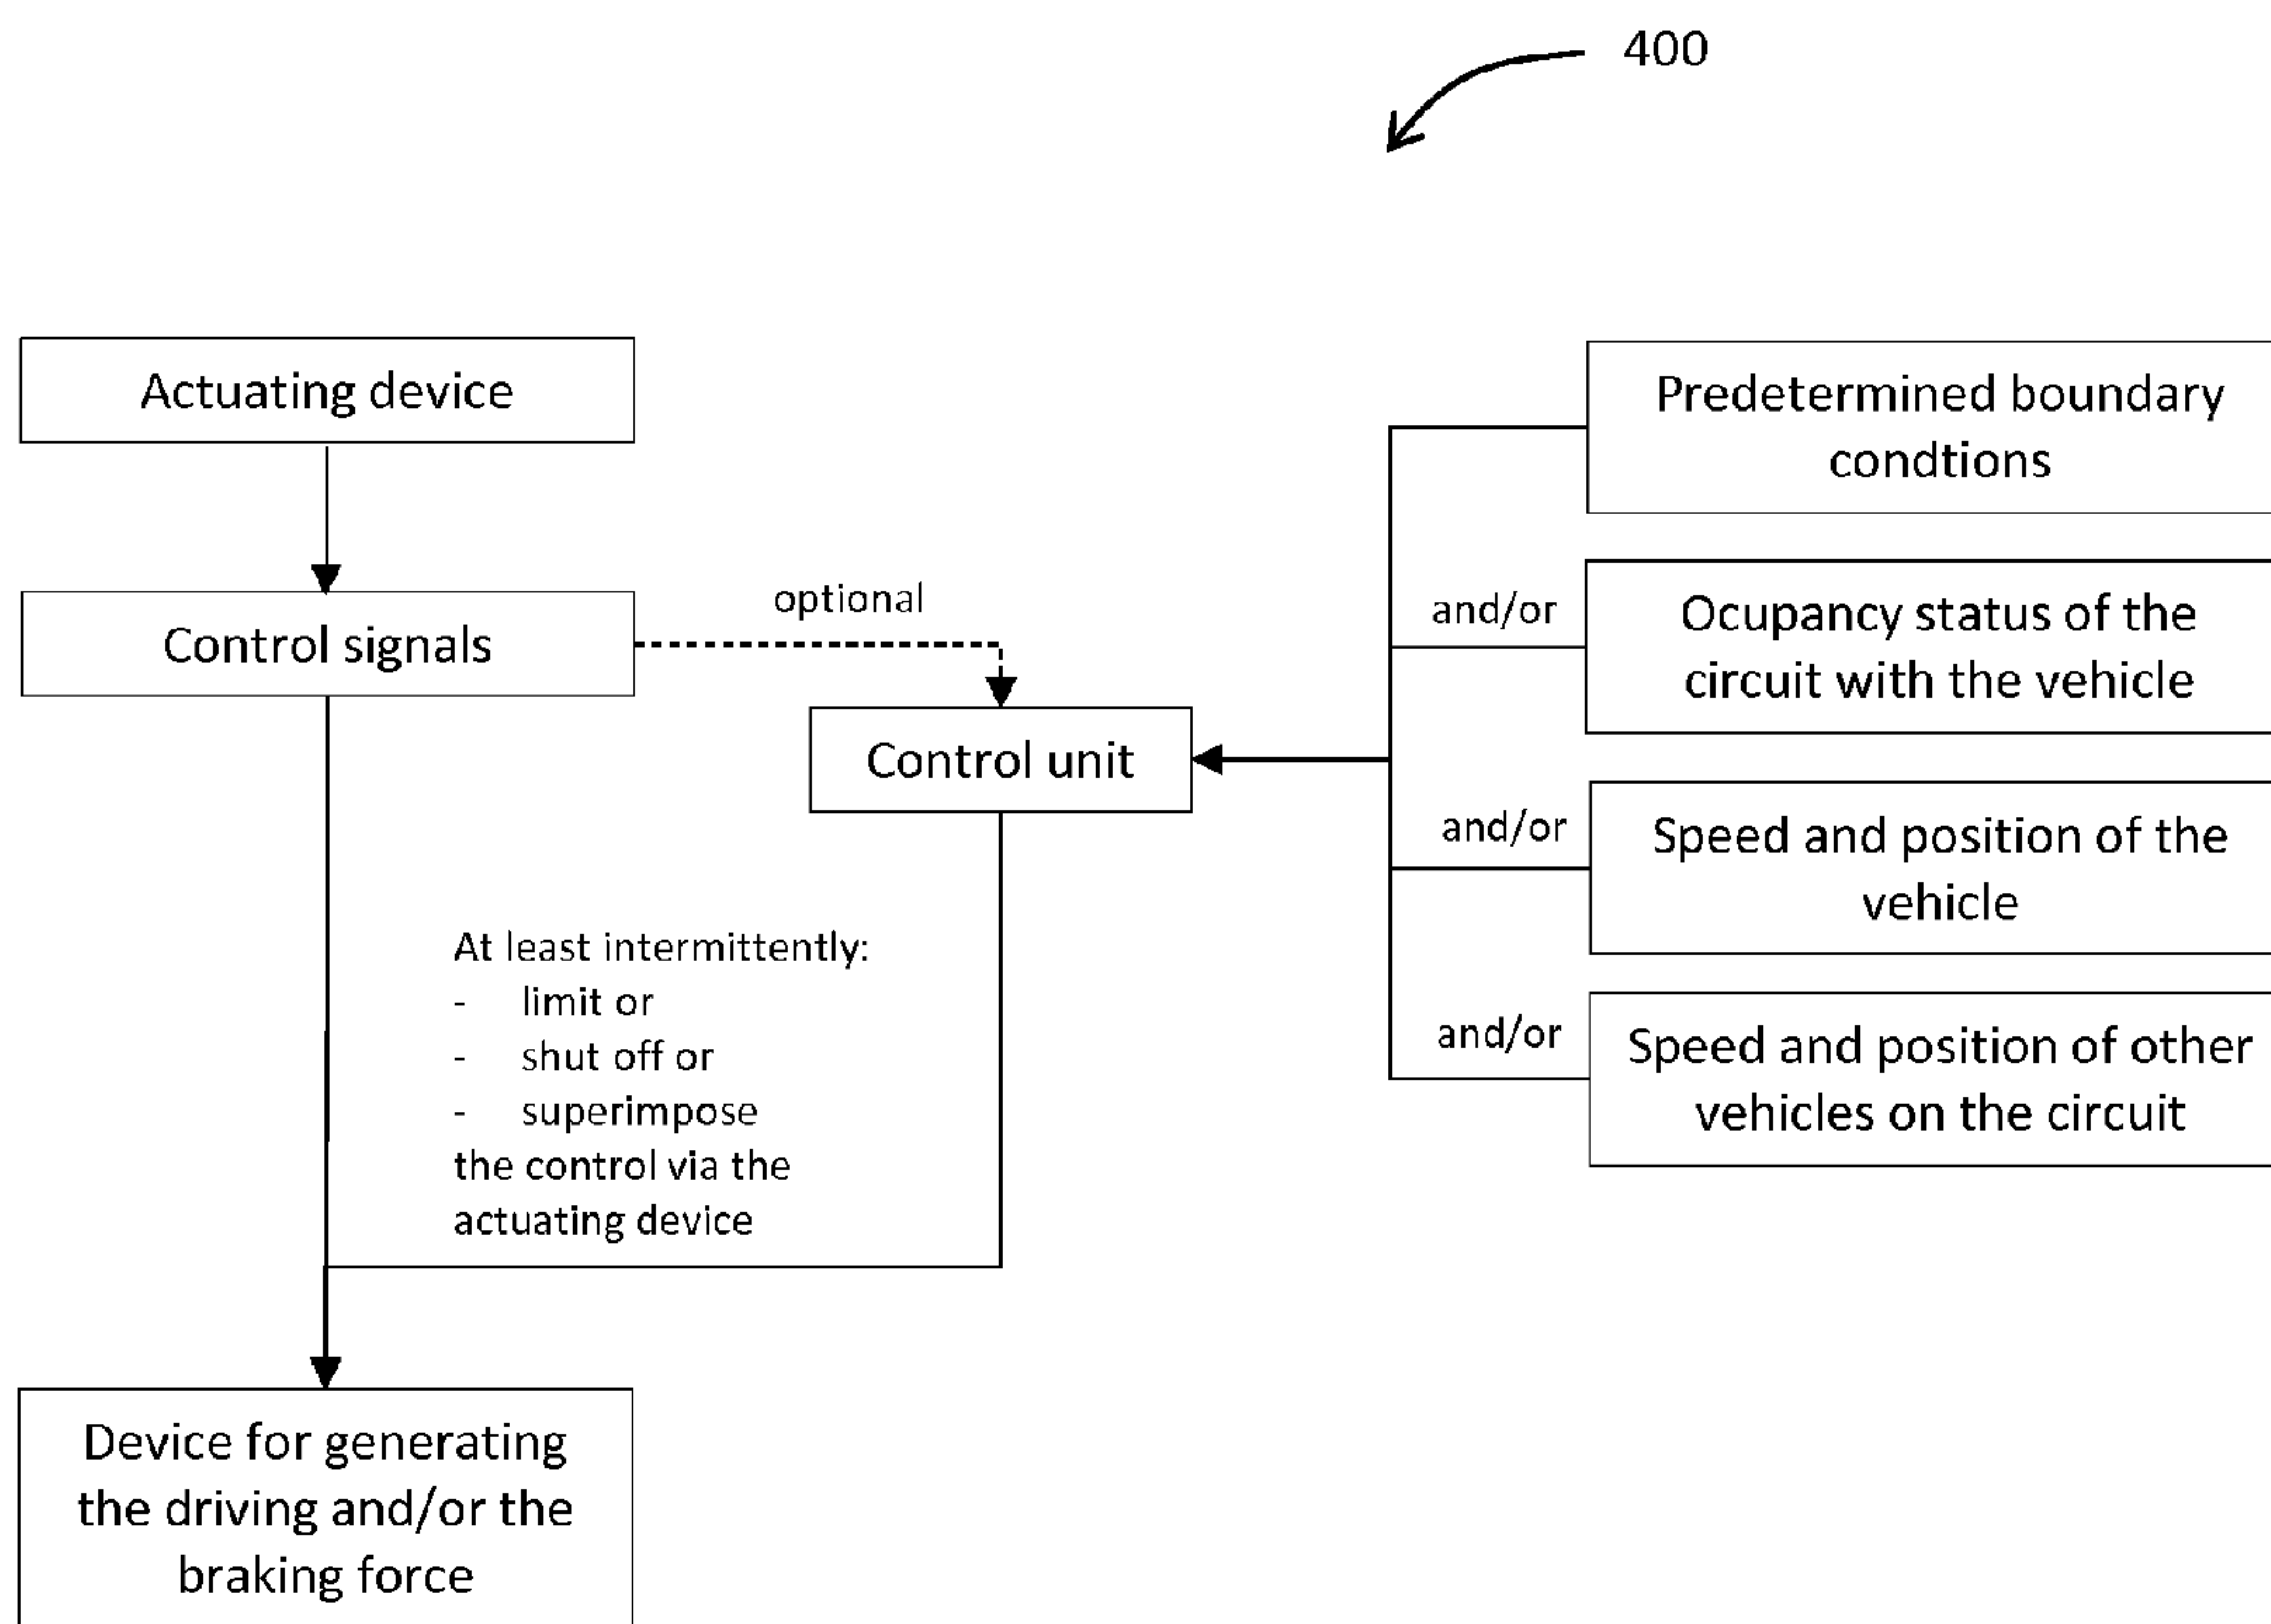 400
Actuating device
Control signals
optional
Control unit
At least intermittently:
- limit or
- shut off or
- superimpose
the control via the
actuating device
Device for generating
the driving and/or the
braking force
Predetermined boundary
condtions
and/or
Ocupancy status of the
circuit with the vehicle
and/or
Speed and position of the
vehicle
and/or
Speed and position of other
vehicles on the circuit